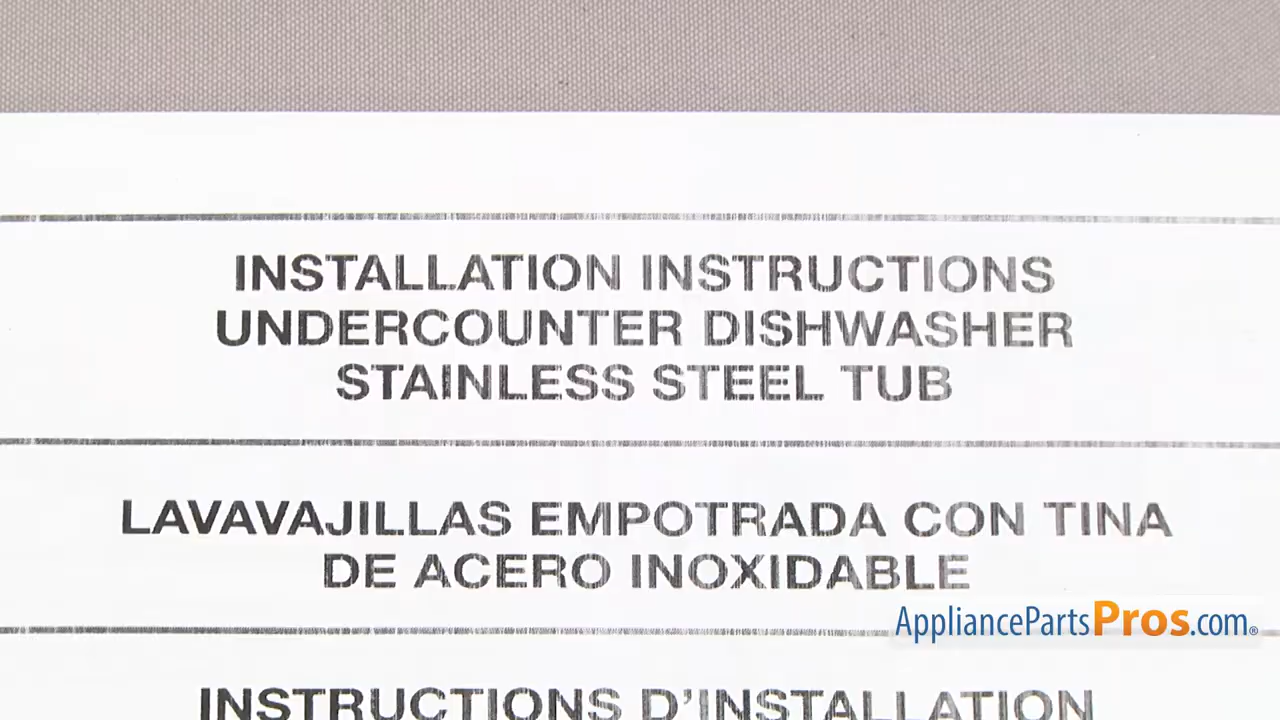 INSTALLATION INSTRUCTIONS
UNDERCOUNTER DISHWASHER
STAINLESS STEEL TUB
LAVAVAJILLAS EMPOTRADA CON TINA
DE ACERO INOXIDABLE
AppliancePartsPros.com®
INSTRUCTIONS D'INSTALLATION